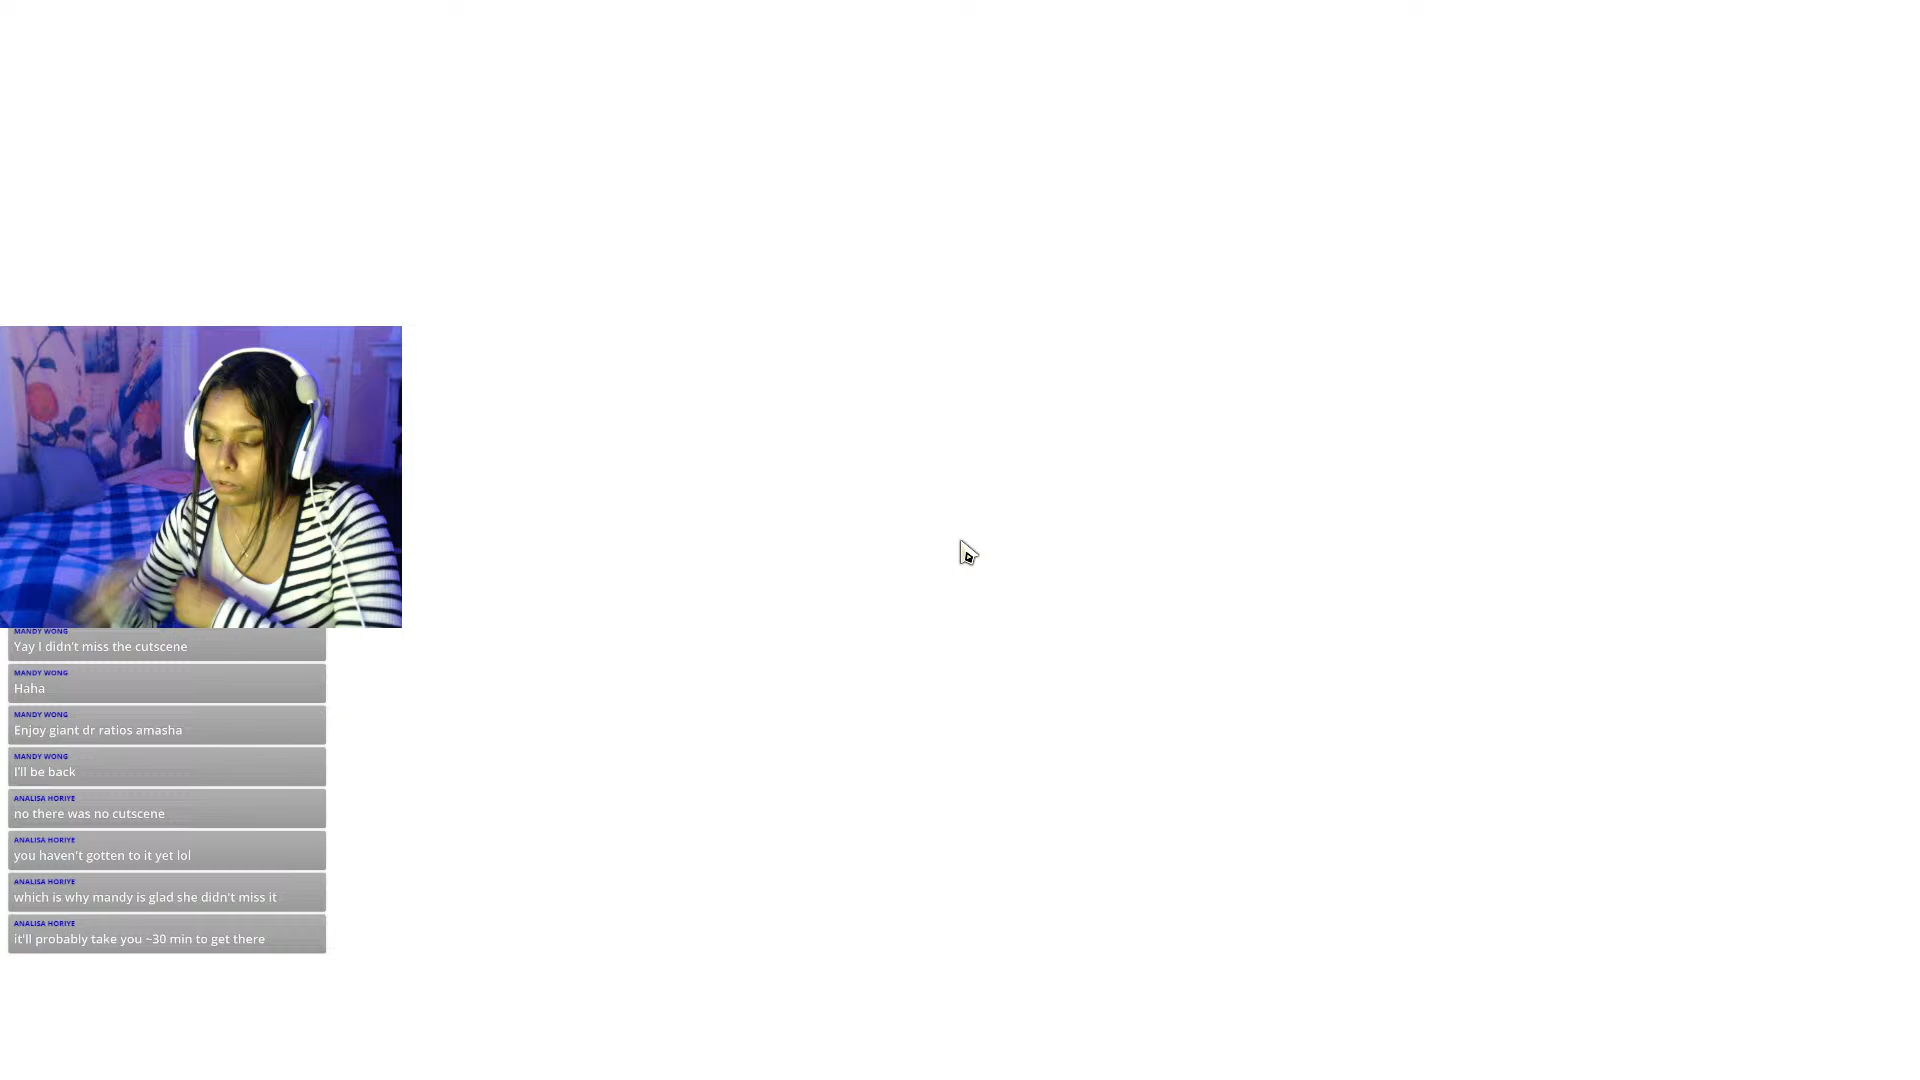 MANDY WONG
Yay I didn't miss the cutscene
MANDY WONG
Haha
MANDY WONG
Enjoy giant dr ratios amasha
MANDY WONG
I'll be back
ANALISA HORIYE
no there was no cutscene
ANALISA HORIYE
you haven't gotten to it yet lol
ANALISA HORIYE
which is why mandy is glad she didn't miss it
ANALISA HORIYE
it'll probably take you ~30 min to get there